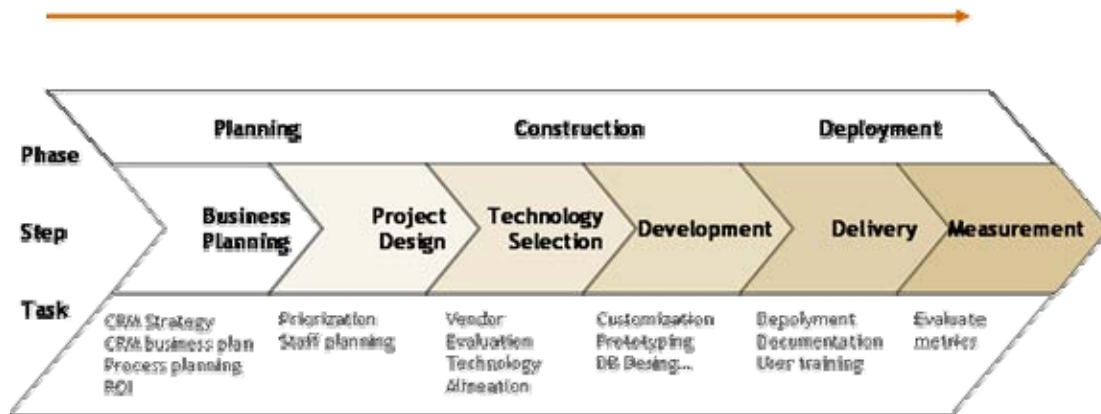 Planning
Construction
Deployment
Phase
Step
Business
Planning
Project
Design
Technology
Selection
Development
Delivery
Measurement
Task
CRM Strategy
CRM business plan
Process planning
ROI
Priorization
Staff planning
Vendor
Evaluation
Technology
Alineation
Customization
Prototyping
DB Desing...
Depolyment
Documentation
User training
Evaluate
metrics